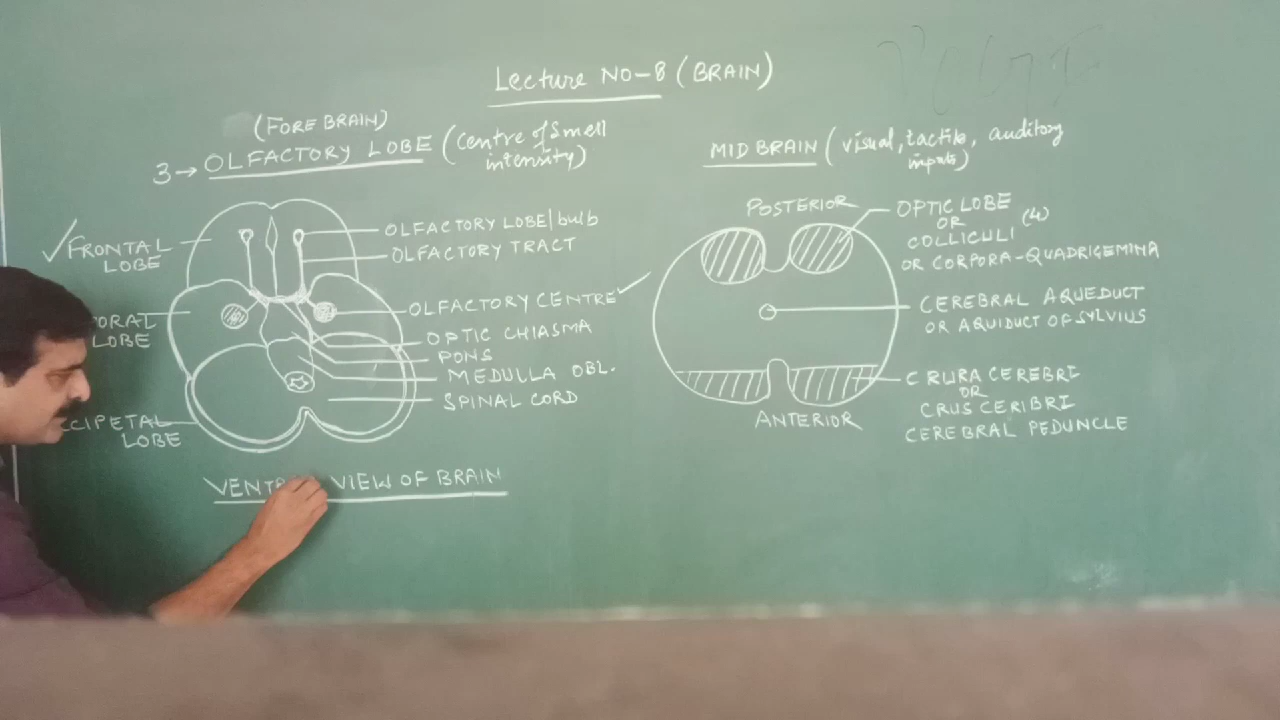 Lecture NO-8 (BRAIN)
(FORE BRAIN)
3→ OLFACTORY LOBE (Centre of Smell
intensity)
✓FRONTAL
LOBE
ORAL
LOBE
CCIPETAL
LOBE
OLFACTORY LOBE/bulb
OLFACTORY TRACT
OLFACTORY CENTRE ✓
OPTIC CHIASMA
PONS
MEDULLA OBL.
SPINAL CORD
VENTR VIEW OF BRAIN
MID BRAIN (visual, tactile, auditory
inputs)
POSTERIOR
OPTIC LOBE
OR
COLLICULI (4)
OR CORPORA-QUADRIGEMINA
CEREBRAL AQUEDUCT
OR AQUIDUCT OF SYLVIUS
CRURA CEREBRI
OR
CRUS CERIBRI
CEREBRAL PEDUNCLE
ANTERIOR